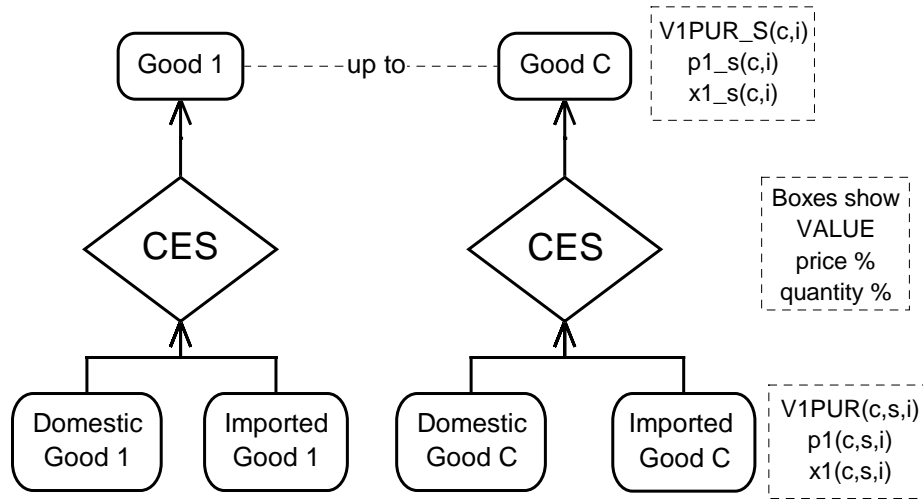 Good 1
up to
Good C
V1PUR_S(c,i)
p1_s(c,i)
x1_s(c,i)
CES
CES
Boxes show
VALUE
price %
quantity %
Domestic
Good 1
Imported
Good 1
Domestic
Good C
Imported
Good C
V1PUR(c,s,i)
p1(c,s,i)
x1(c,s,i)